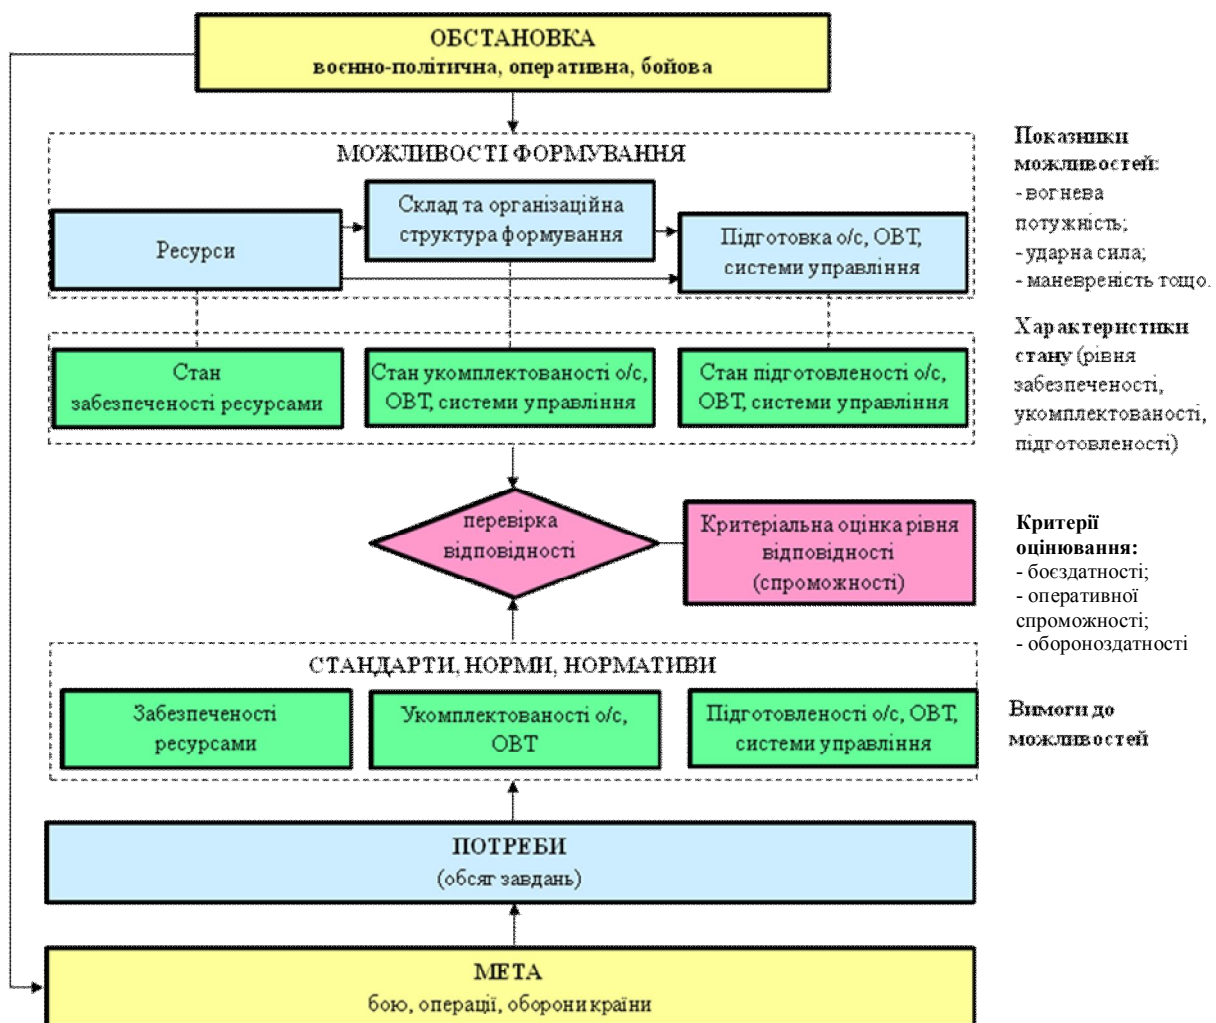 ОБСТАНОВКА
воєнно-політична, оперативна, бойова
МОЖЛИВОСТІ ФОРМУВАННЯ
Ресурси
Склад та організаційна
структура формування
Підготовка о/с, ОВТ,
системи управління
Показники
можливостей:
- вогнева
потужність;
- ударна сила;
- маневреність тощо.
Стан
забезпеченості ресурсами
Стан укомплектованості о/с,
ОВТ, системи управління
Стан підготовленості о/с,
ОВТ, системи управління
Характеристики
стану (рівня
забезпеченості,
укомплектованості,
підготовленості)
перевірка
відповідності
Критеріальна оцінка рівня
відповідності
(спроможності)
Критерії
оцінювання:
- боєздатності;
- оперативної
спроможності;
- обороноздатності
СТАНДАРТИ, НОРМИ, НОРМАТИВИ
Забезпеченості
ресурсами
Укомплектованості о/с,
ОВТ
Підготовленості о/с, ОВТ,
системи управління
Вимоги до
можливостей
ПОТРЕБИ
(обсяг завдань)
МЕТА
бою, операції, оборони країни